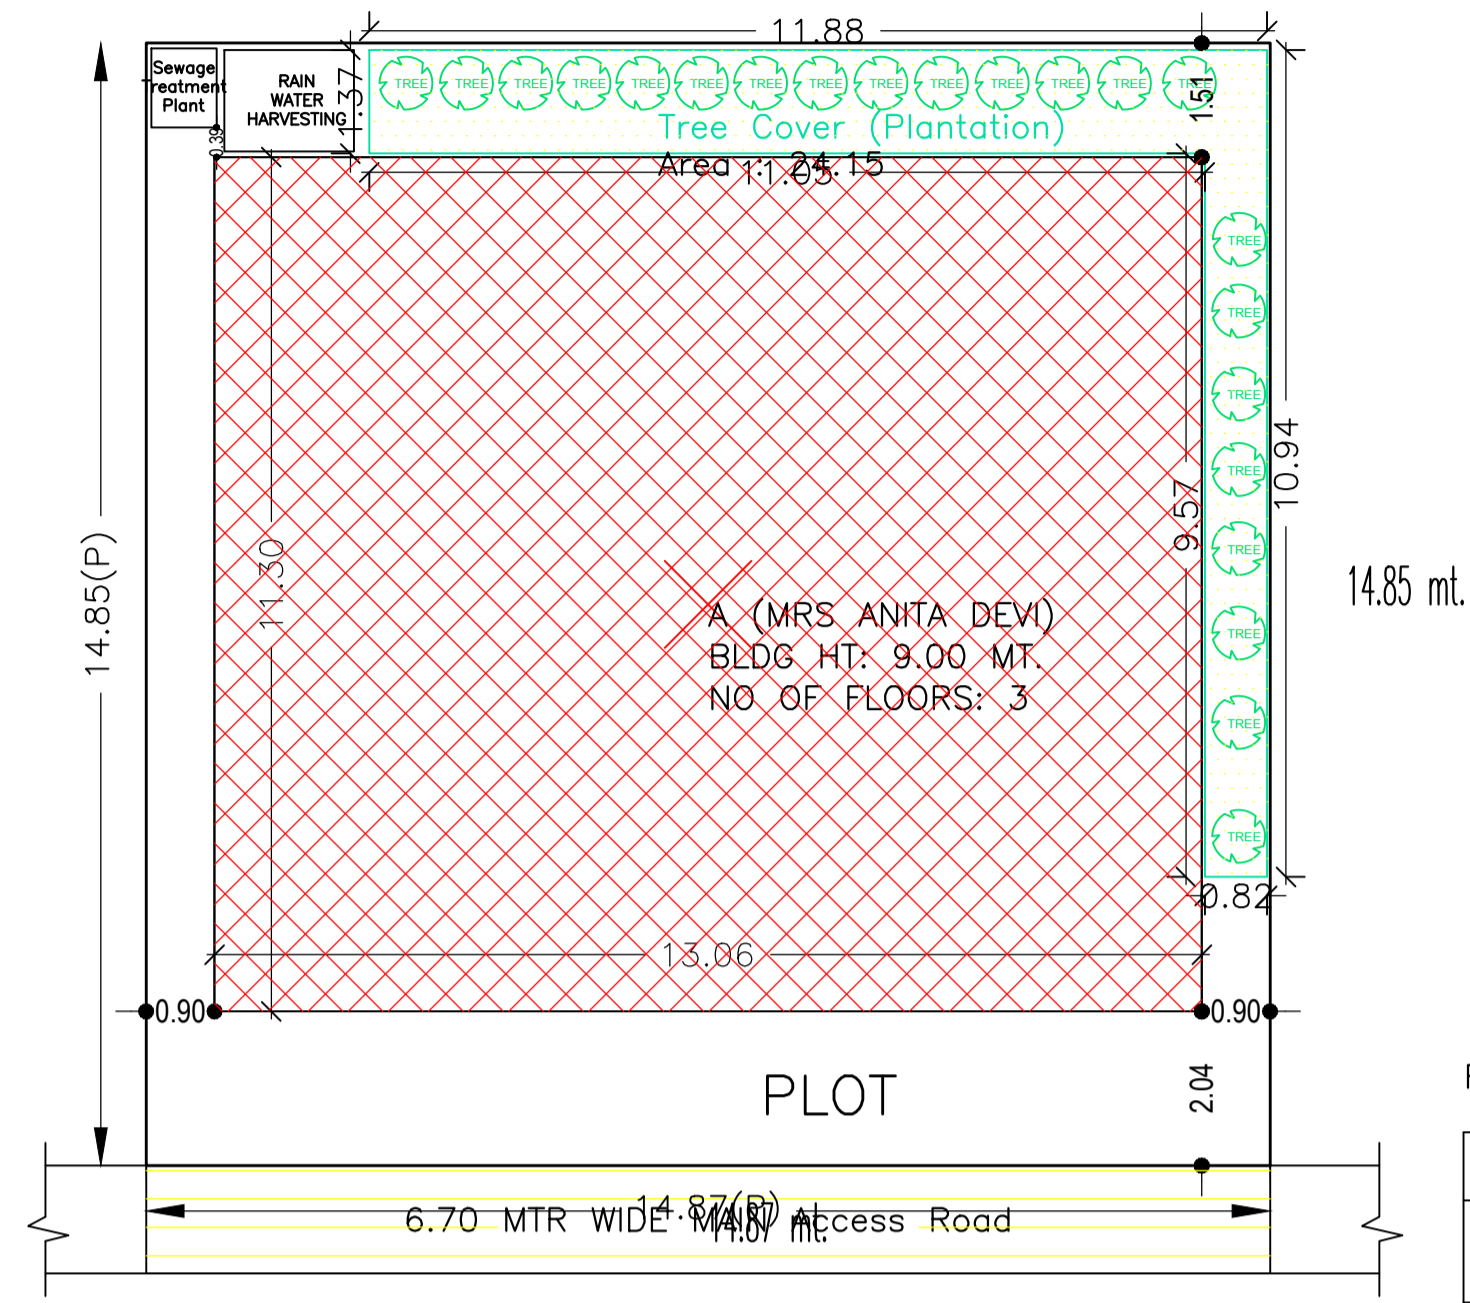 11.88
Sewage
Treatment
Plant
RAIN
WATER
HARVESTING
1.37
0.39
TREE TREE TREE TREE TREE TREE TREE TREE TREE TREE TREE TREE TREE TREE
1.51
Tree Cover (Plantation)
Area : 24.15
11.05
TREE
TREE
TREE
TREE
TREE
TREE
TREE
TREE
14.85(P)
11.30
9.57
10.94
14.85 mt.
A (MRS ANITA DEVI)
BLDG HT: 9.00 MT.
NO OF FLOORS: 3
0.82
13.06
0.90
0.90
PLOT
2.04
14.87(P)
6.70 MTR WIDE MAIN Access Road
14.87 mt.